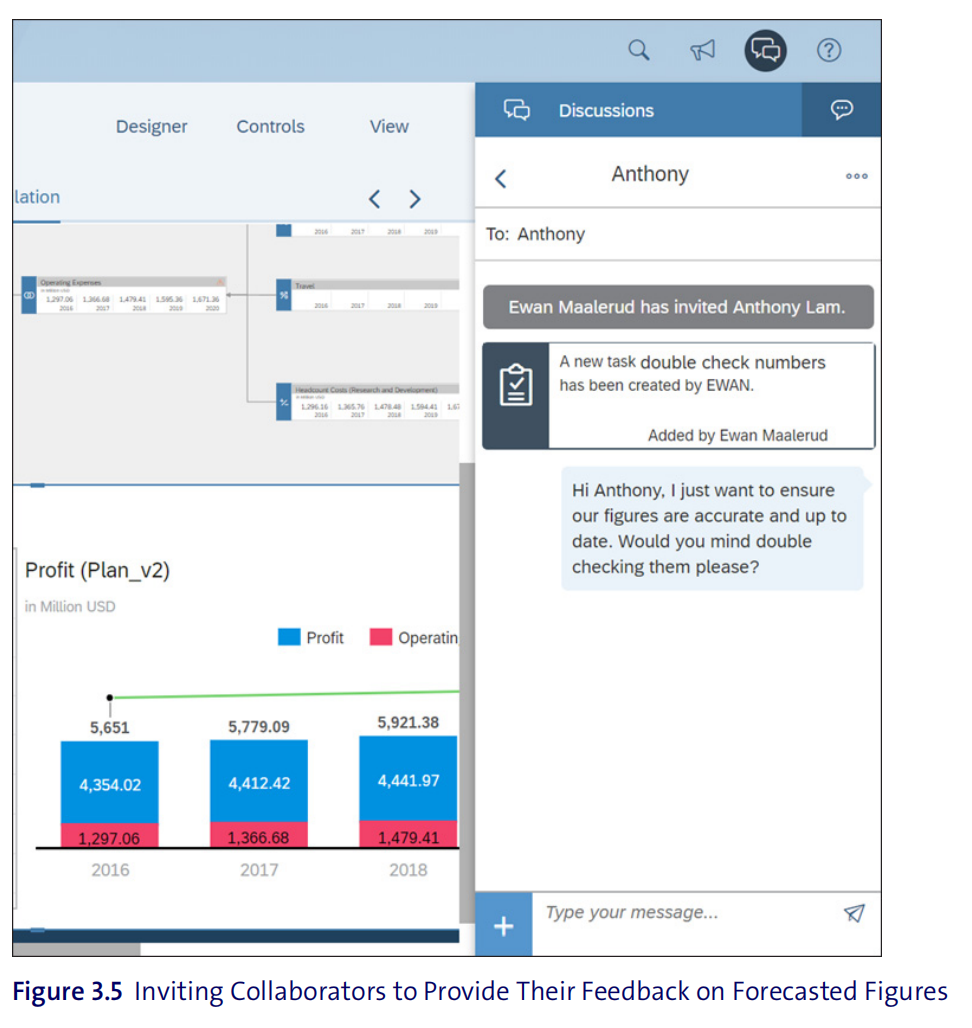 Designer Controls View
lation
2016 2017 2018 2019
Operating Expenses
in Million USD
1,297.06 1,366.68 1,479.41 1,595.36 1,671.36
2016 2017 2018 2019 2020
Travel
2016 2017 2018 2019
Headcount Costs (Research and Development)
in Million USD
1,296.16 1,365.76 1,478.48 1,594.41
2016 2017 2018 2019
Profit (Plan_v2)
in Million USD
Profit Operatin
5,651 5,779.09 5,921.38
4,354.02 4,412.42 4,441.97
1,297.06 1,366.68 1,479.41
2016 2017 2018
Discussions
Anthony
To: Anthony
Ewan Maalerud has invited Anthony Lam.
A new task double check numbers
has been created by EWAN.
Added by Ewan Maalerud
Hi Anthony, I just want to ensure
our figures are accurate and up to
date. Would you mind double
checking them please?
Type your message...
Figure 3.5 Inviting Collaborators to Provide Their Feedback on Forecasted Figures